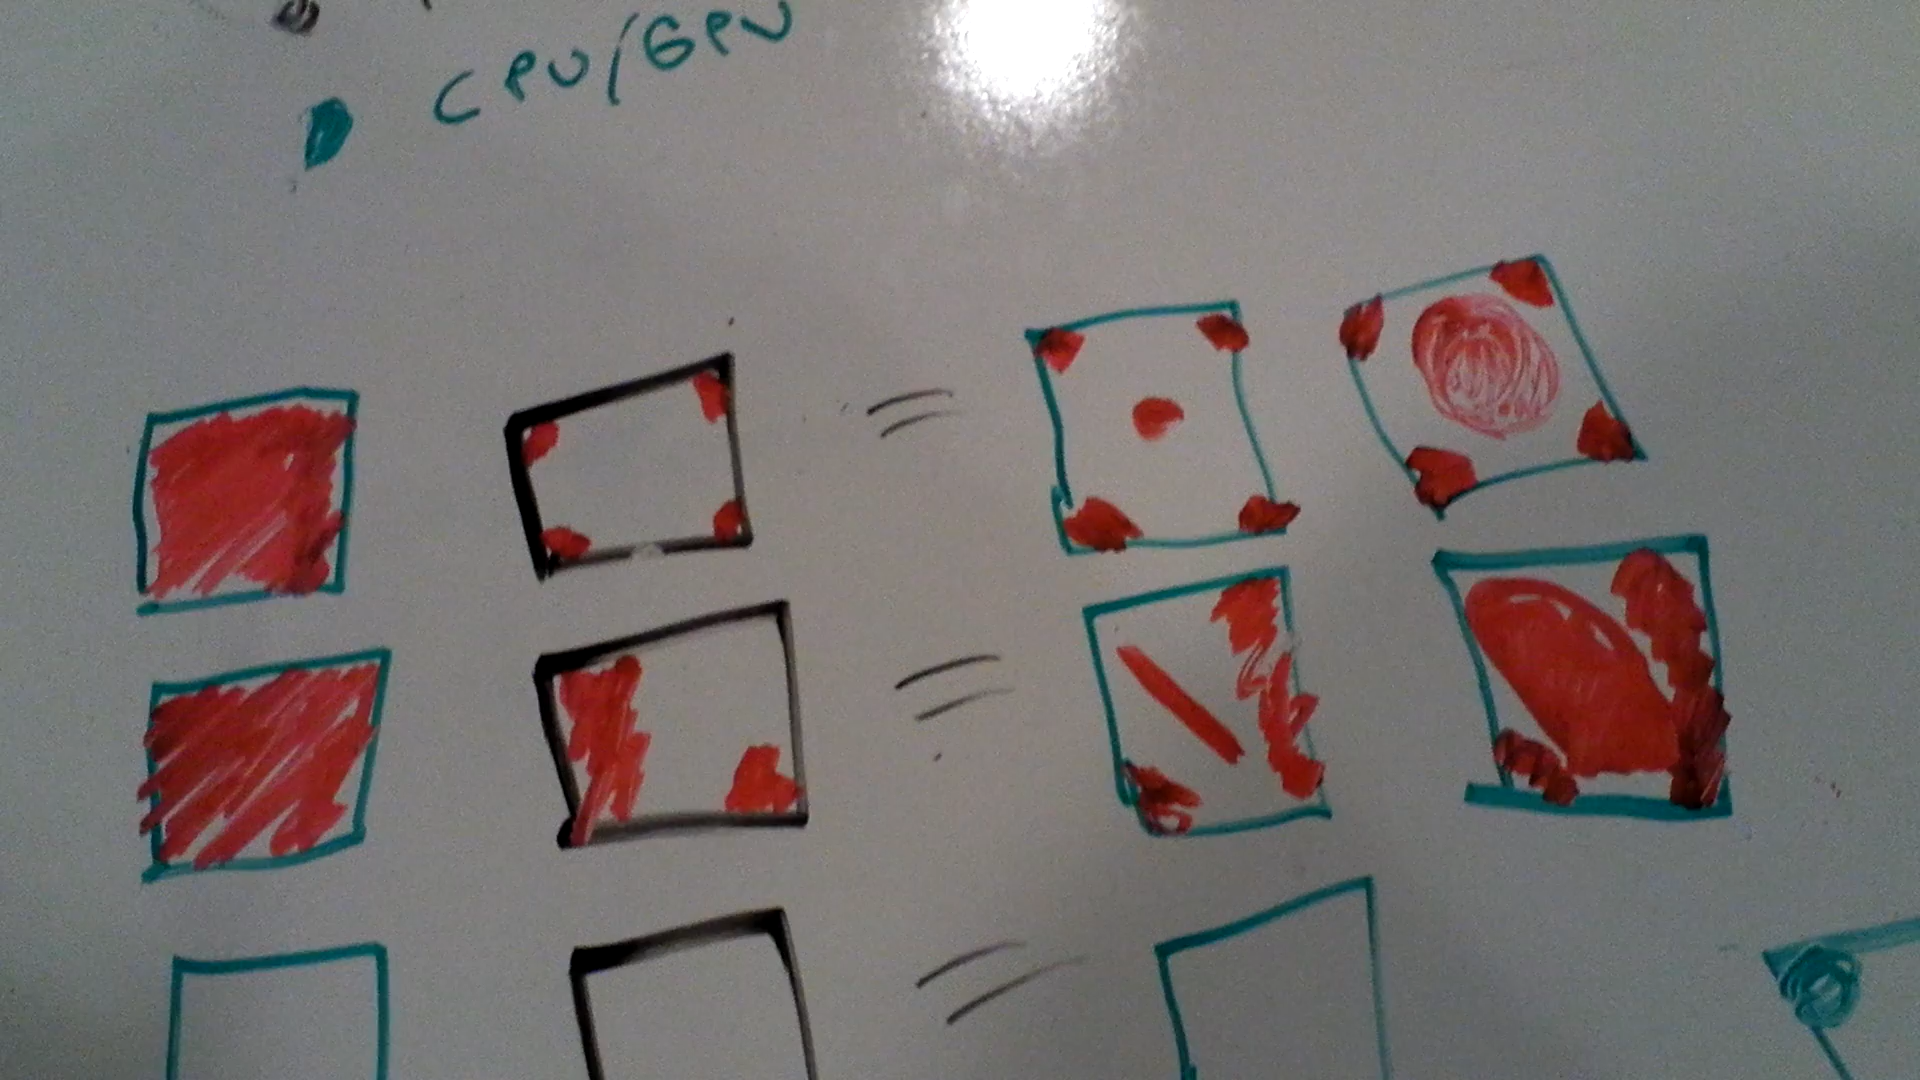 CPU/GPU
=
=
=